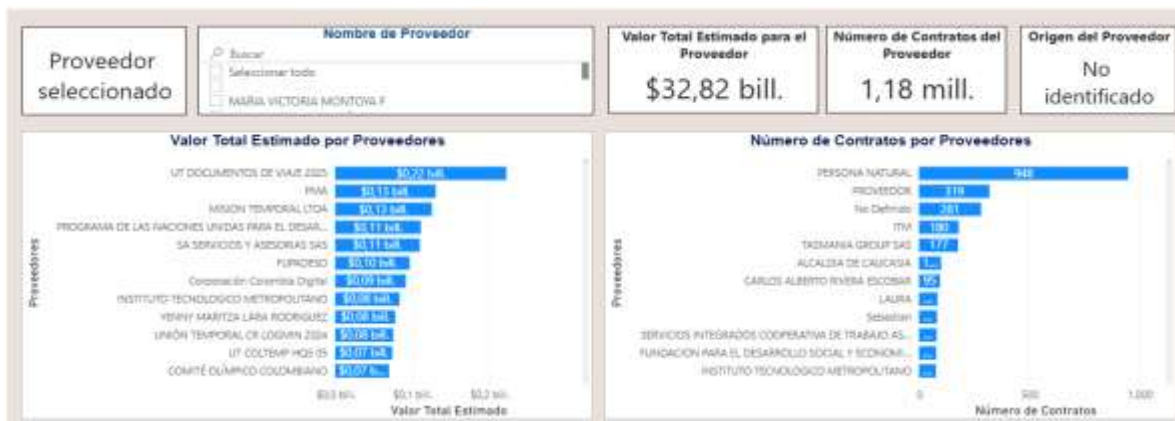 Proveedor
seleccionado
Nombre de Proveedor
Buscar
Seleccionar todo
MARIA VICTORIA MONTOYA F
Valor Total Estimado para el
Proveedor
$32,82 bill.
Número de Contratos del
Proveedor
1,18 mill.
Origen del Proveedor
No
identificado
Valor Total Estimado por Proveedores
Proveedores
UT DOCUMENTOS DE VIAJE 2025 $0,22 bill.
PMA $0,13 bill.
MISION TEMPORAL LTDA $0,13 bill.
PROGRAMA DE LAS NACIONES UNIDAS PARA EL DESAR... $0,11 bill.
SA SERVICIOS Y ASESORIAS SAS $0,11 bill.
FUPADESO $0,10 bill.
Corporación Colombia Digital $0,09 bill.
INSTITUTO TECNOLOGICO METROPOLITANO $0,08 bill.
YENNY MARITZA LARA RODRIGUEZ $0,08 bill.
UNIÓN TEMPORAL CR LOGMIN 2024 $0,08 bill.
UT COLTEMP HQS 05 $0,07 bill.
COMITÉ OLÍMPICO COLOMBIANO $0,07 b...
$0,0 bill. $0,1 bill. $0,2 bill.
Valor Total Estimado
Número de Contratos por Proveedores
Proveedores
PERSONA NATURAL 948
PROVEEDOR 319
No Definido 281
ITM 180
TASMANIA GROUP SAS 177
ALCALDIA DE CAUCASIA 1...
CARLOS ALBERTO RIVERA ESCOBAR 95
LAURA ...
Sebastian ...
SERVICIOS INTEGRADOS COOPERATIVA DE TRABAJO AS... ...
FUNDACION PARA EL DESARROLLO SOCIAL Y ECONOMI... ...
INSTITUTO TECNOLOGICO METROPOLITANO ...
0 500 1.000
Número de Contratos